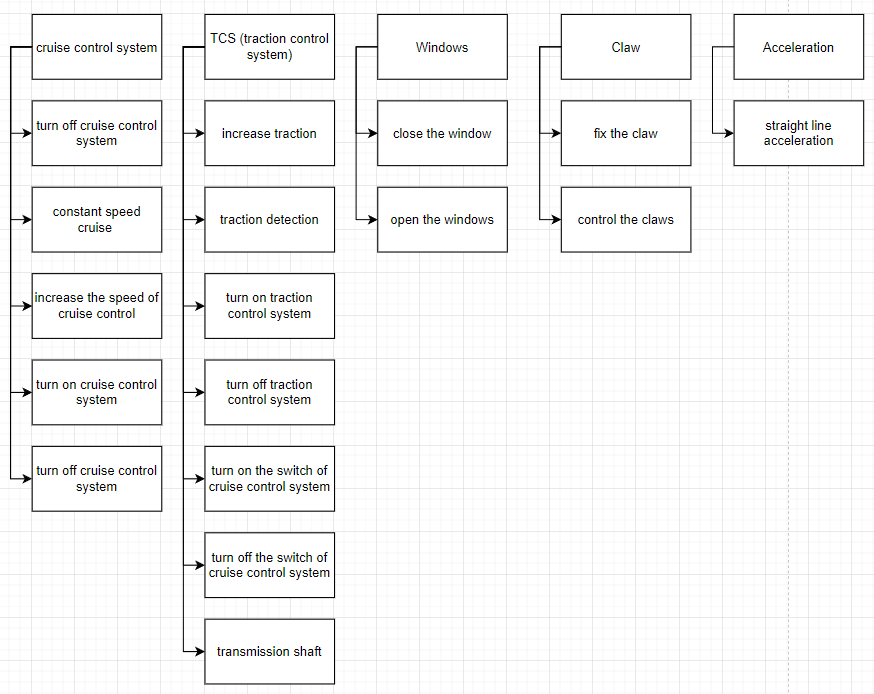 cruise control system
turn off cruise control
system
constant speed
cruise
increase the speed of
cruise control
turn on cruise control
system
turn off cruise control
system
TCS (traction control
system)
increase traction
traction detection
turn on traction
control system
turn off traction
control system
turn on the switch of
cruise control system
turn off the switch of
cruise control system
transmission shaft
Windows
close the window
open the windows
Claw
fix the claw
control the claws
Acceleration
straight line
acceleration